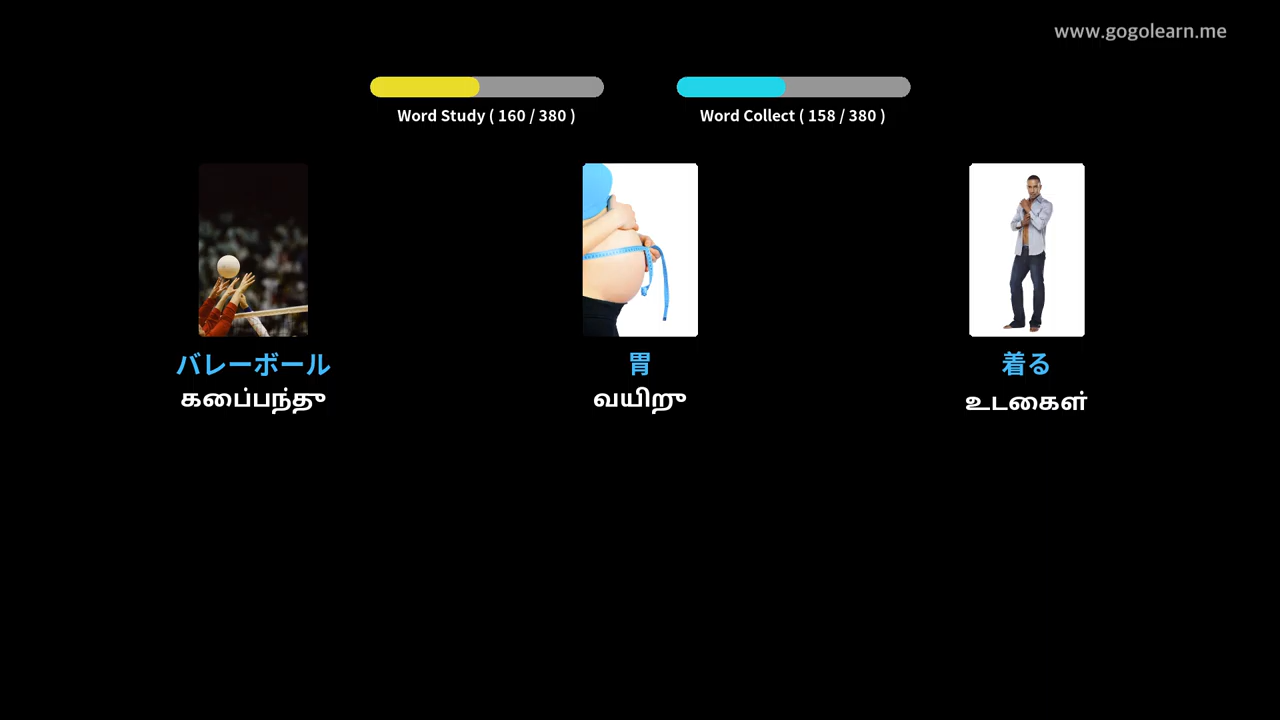 www.gogolearn.me
Word Study ( 160 / 380 )
Word Collect ( 158 / 380 )
バレーボール
胃
着る
கைப்பந்து
வயிறு
உடைகள்